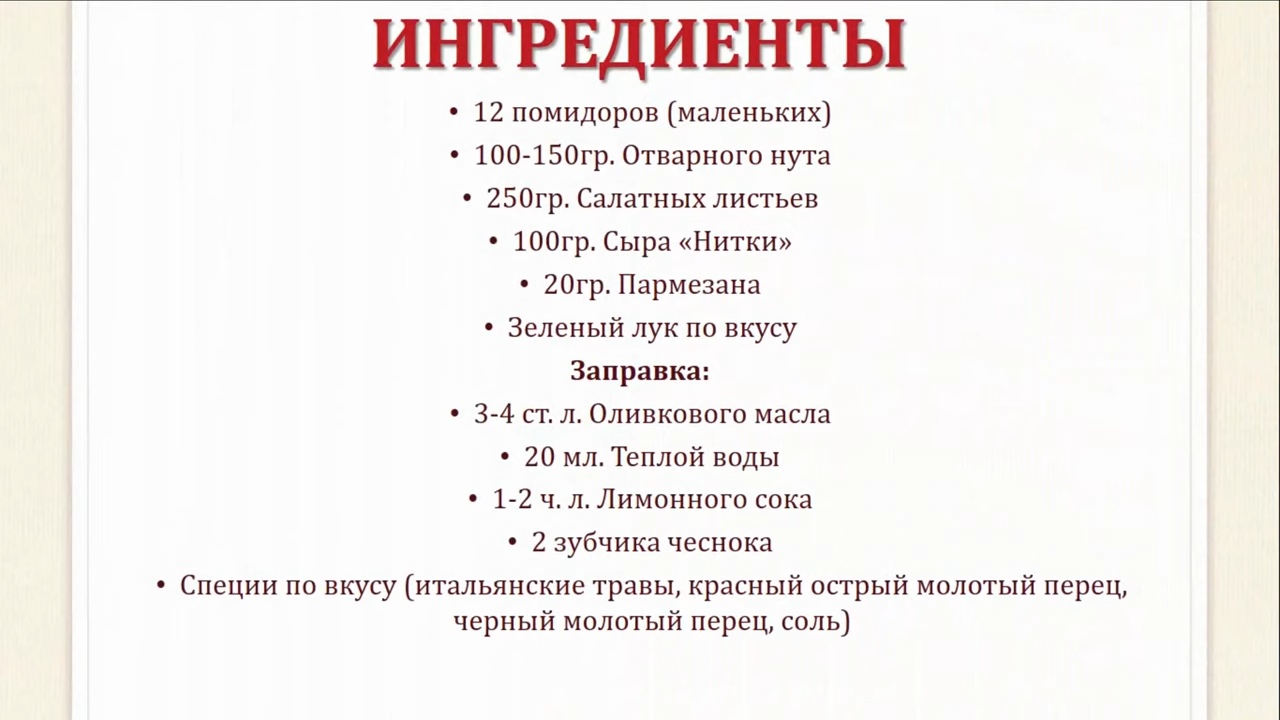 ИНГРЕДИЕНТЫ
• 12 помидоров (маленьких)
• 100-150гр. Отварного нута
• 250гр. Салатных листьев
• 100гр. Сыра «Нитки»
• 20гр. Пармезана
• Зеленый лук по вкусу
Заправка:
• 3-4 ст. л. Оливкового масла
• 20 мл. Теплой воды
• 1-2 ч. л. Лимонного сока
• 2 зубчика чеснока
• Специи по вкусу (итальянские травы, красный острый молотый перец,
черный молотый перец, соль)